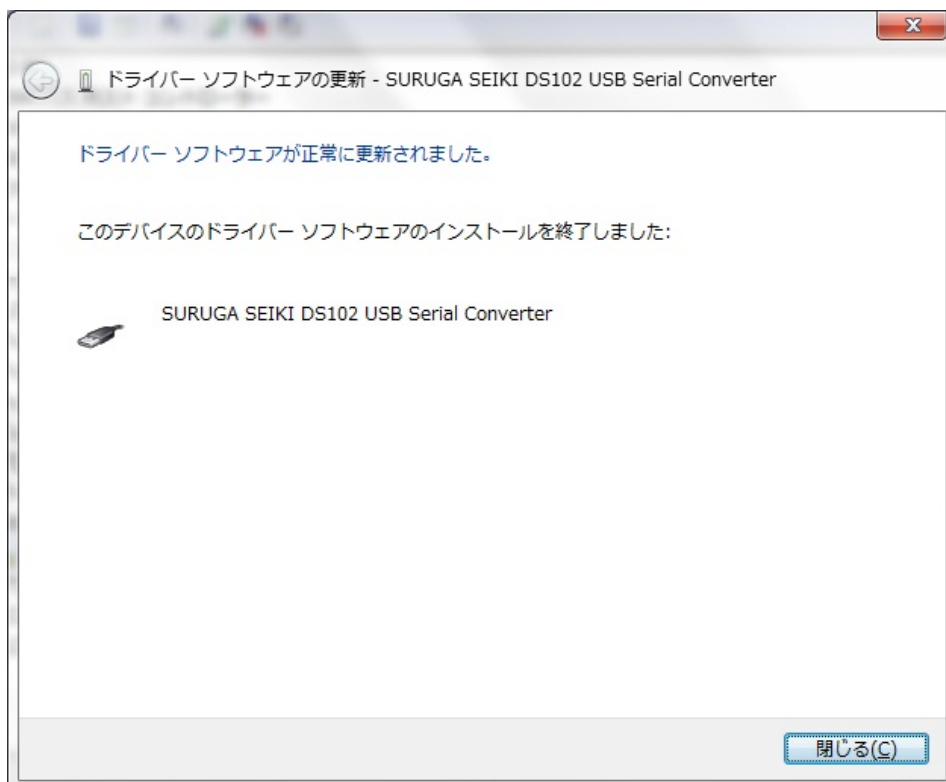 ドライバー ソフトウェアの更新 - SURUGA SEIKI DS102 USB Serial Converter
ドライバー ソフトウェアが正常に更新されました。
このデバイスのドライバー ソフトウェアのインストールを終了しました:
SURUGA SEIKI DS102 USB Serial Converter
閉じる(C)